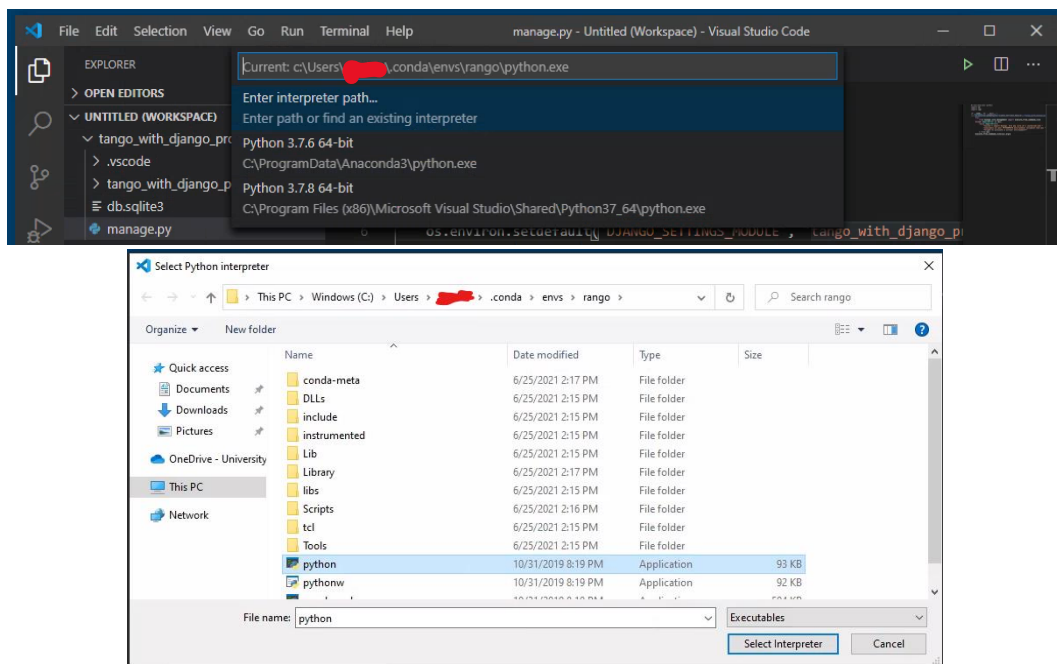 File Edit Selection View Go Run Terminal Help manage.py - Untitled (Workspace) - Visual Studio Code
EXPLORER
Current: c:\Users\ \.conda\envs\rango\python.exe
> OPEN EDITORS
Enter interpreter path...
UNTITLED (WORKSPACE)
Enter path or find an existing interpreter
tango_with_django_pro
Python 3.7.6 64-bit
> .vscode
C:\ProgramData\Anaconda3\python.exe
> tango_with_django_p
Python 3.7.8 64-bit
db.sqlite3
C:\Program Files (x86)\Microsoft Visual Studio\Shared\Python37_64\python.exe
manage.py
6 os.environ.setdefault('DJANGO_SETTINGS_MODULE', 'tango_with_django_p
Select Python interpreter
> This PC > Windows (C:) > Users > > .conda > envs > rango >
Search rango
Organize New folder
Name Date modified Type Size
Quick access
Documents
Downloads
Pictures
OneDrive - University
This PC
Network
conda-meta 6/25/2021 2:17 PM File folder
DLLs 6/25/2021 2:15 PM File folder
include 6/25/2021 2:15 PM File folder
instrumented 6/25/2021 2:15 PM File folder
Lib 6/25/2021 2:15 PM File folder
Library 6/25/2021 2:17 PM File folder
libs 6/25/2021 2:15 PM File folder
Scripts 6/25/2021 2:16 PM File folder
tcl 6/25/2021 2:15 PM File folder
Tools 6/25/2021 2:15 PM File folder
python 10/31/2019 8:19 PM Application 93 KB
pythonw 10/31/2019 8:19 PM Application 92 KB
File name: python
Executables
Select Interpreter Cancel